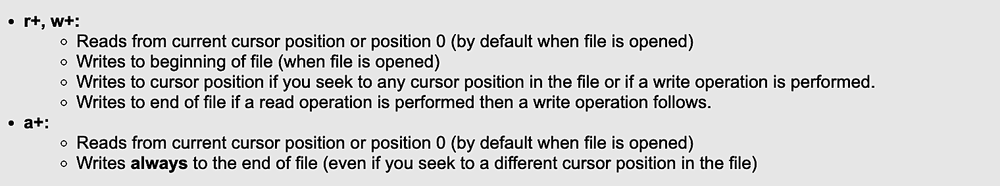 • r+, w+:
◦ Reads from current cursor position or position 0 (by default when file is opened)
◦ Writes to beginning of file (when file is opened)
◦ Writes to cursor position if you seek to any cursor position in the file or if a write operation is performed.
◦ Writes to end of file if a read operation is performed then a write operation follows.
• a+:
◦ Reads from current cursor position or position 0 (by default when file is opened)
◦ Writes always to the end of file (even if you seek to a different cursor position in the file)